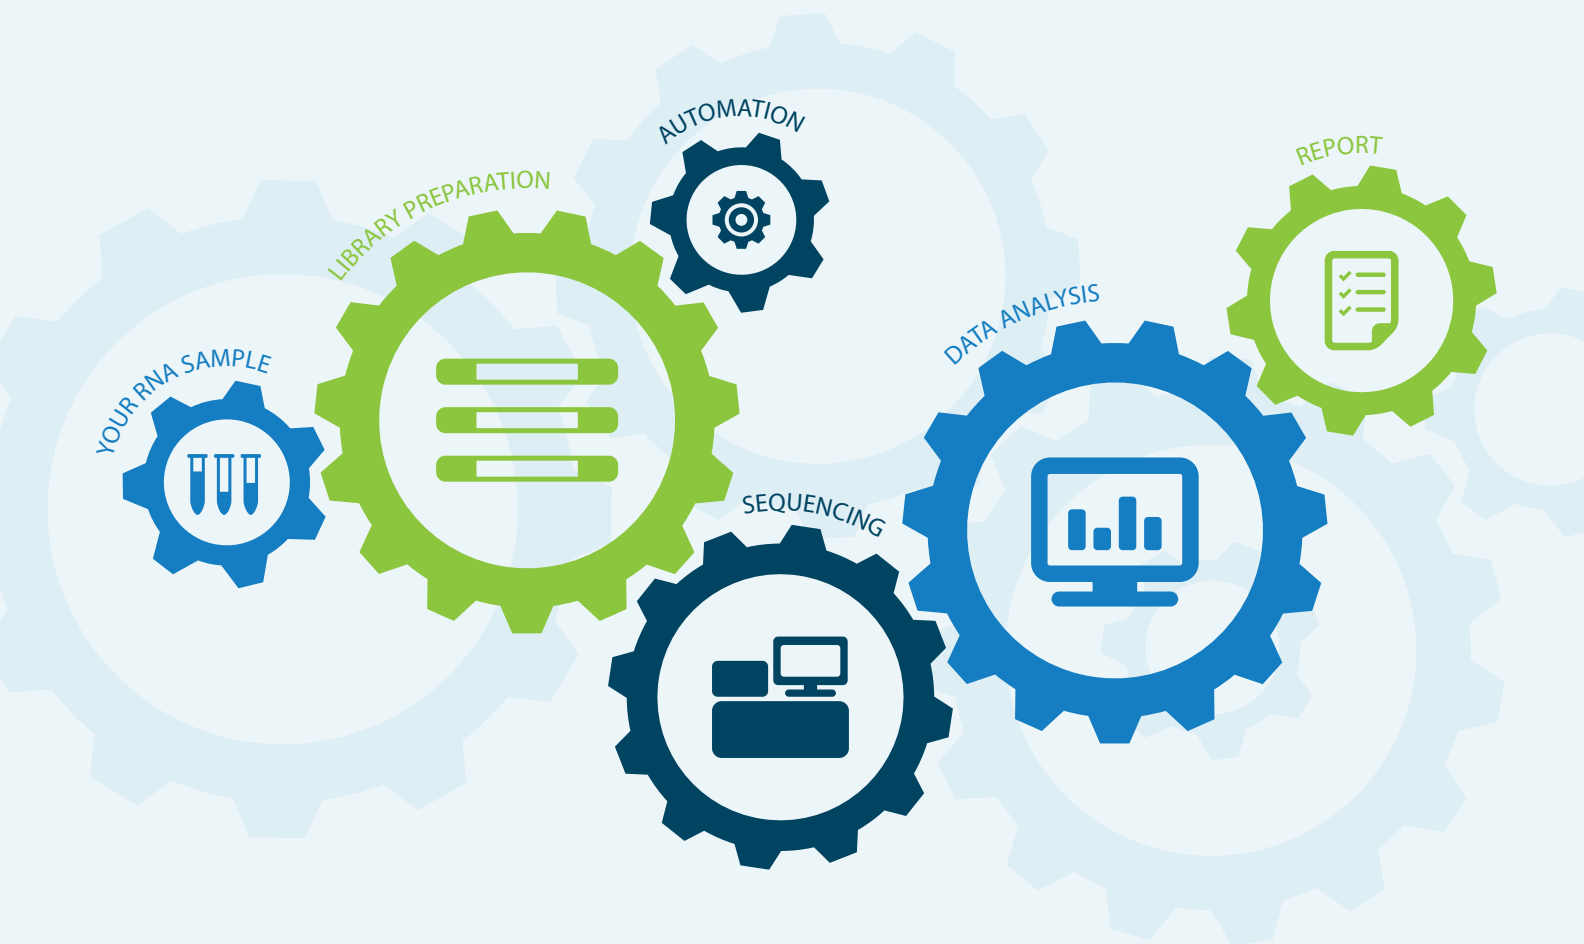 YOUR RNA SAMPLE
LIBRARY PREPARATION
AUTOMATION
SEQUENCING
DATA ANALYSIS
REPORT